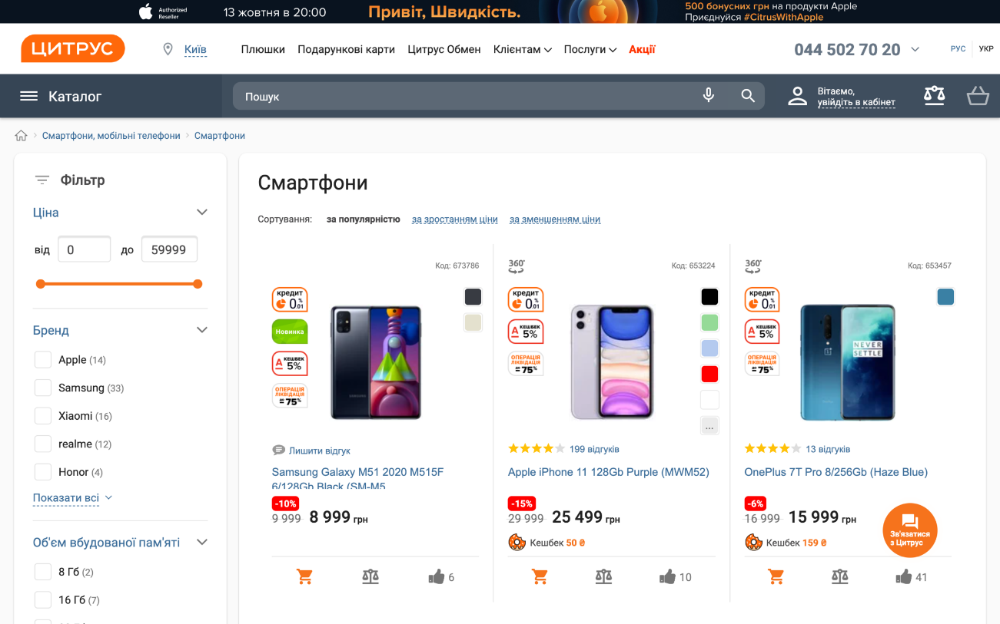 Authorized
Reseller
13 жовтня в 20:00
Привіт, Швидкість.
500 бонусних грн на продукти Apple
Приєднуйся #CitrusWithApple
ЦИТРУС
Київ
Плюшки
Подарункові карти
Цитрус Обмен
Клієнтам
Послуги
Акції
044 502 70 20
РУС
УКР
Каталог
Пошук
Вітаємо,
увійдіть в кабінет
Смартфони, мобільні телефони
Смартфони
Фільтр
Ціна
від 0 до 59999
Бренд
Apple (14)
Samsung (33)
Xiaomi (16)
realme (12)
Honor (4)
Показати всі
Об'єм вбудованої пам'яті
8 Гб (2)
16 Гб (7)
Смартфони
Сортування: за популярністю за зростанням ціни за зменшенням ціни
Код: 673786
кредит
0,01%
Новинка
КЕШБЕК
5%
ОПЕРАЦІЯ
ЛІКВІДАЦІЯ
до 75%
SAMSUNG
Лишити відгук
Samsung Galaxy M51 2020 M515F
6/128Gb Black (SM-M5
-10%
9 999 8 999 грн
6
360°
Код: 653224
кредит
0,01%
КЕШБЕК
5%
ОПЕРАЦІЯ
ЛІКВІДАЦІЯ
до 75%
...
199 відгуків
Apple iPhone 11 128Gb Purple (MWM52)
-15%
29 999 25 499 грн
Кешбек 50 ₴
10
360°
Код: 653457
кредит
0,01%
КЕШБЕК
5%
ОПЕРАЦІЯ
ЛІКВІДАЦІЯ
до 75%
NEVER
SETTLE
13 відгуків
OnePlus 7T Pro 8/256Gb (Haze Blue)
-6%
16 999 15 999 грн
Кешбек 159 ₴
41
Зв'язатися
з Цитрус